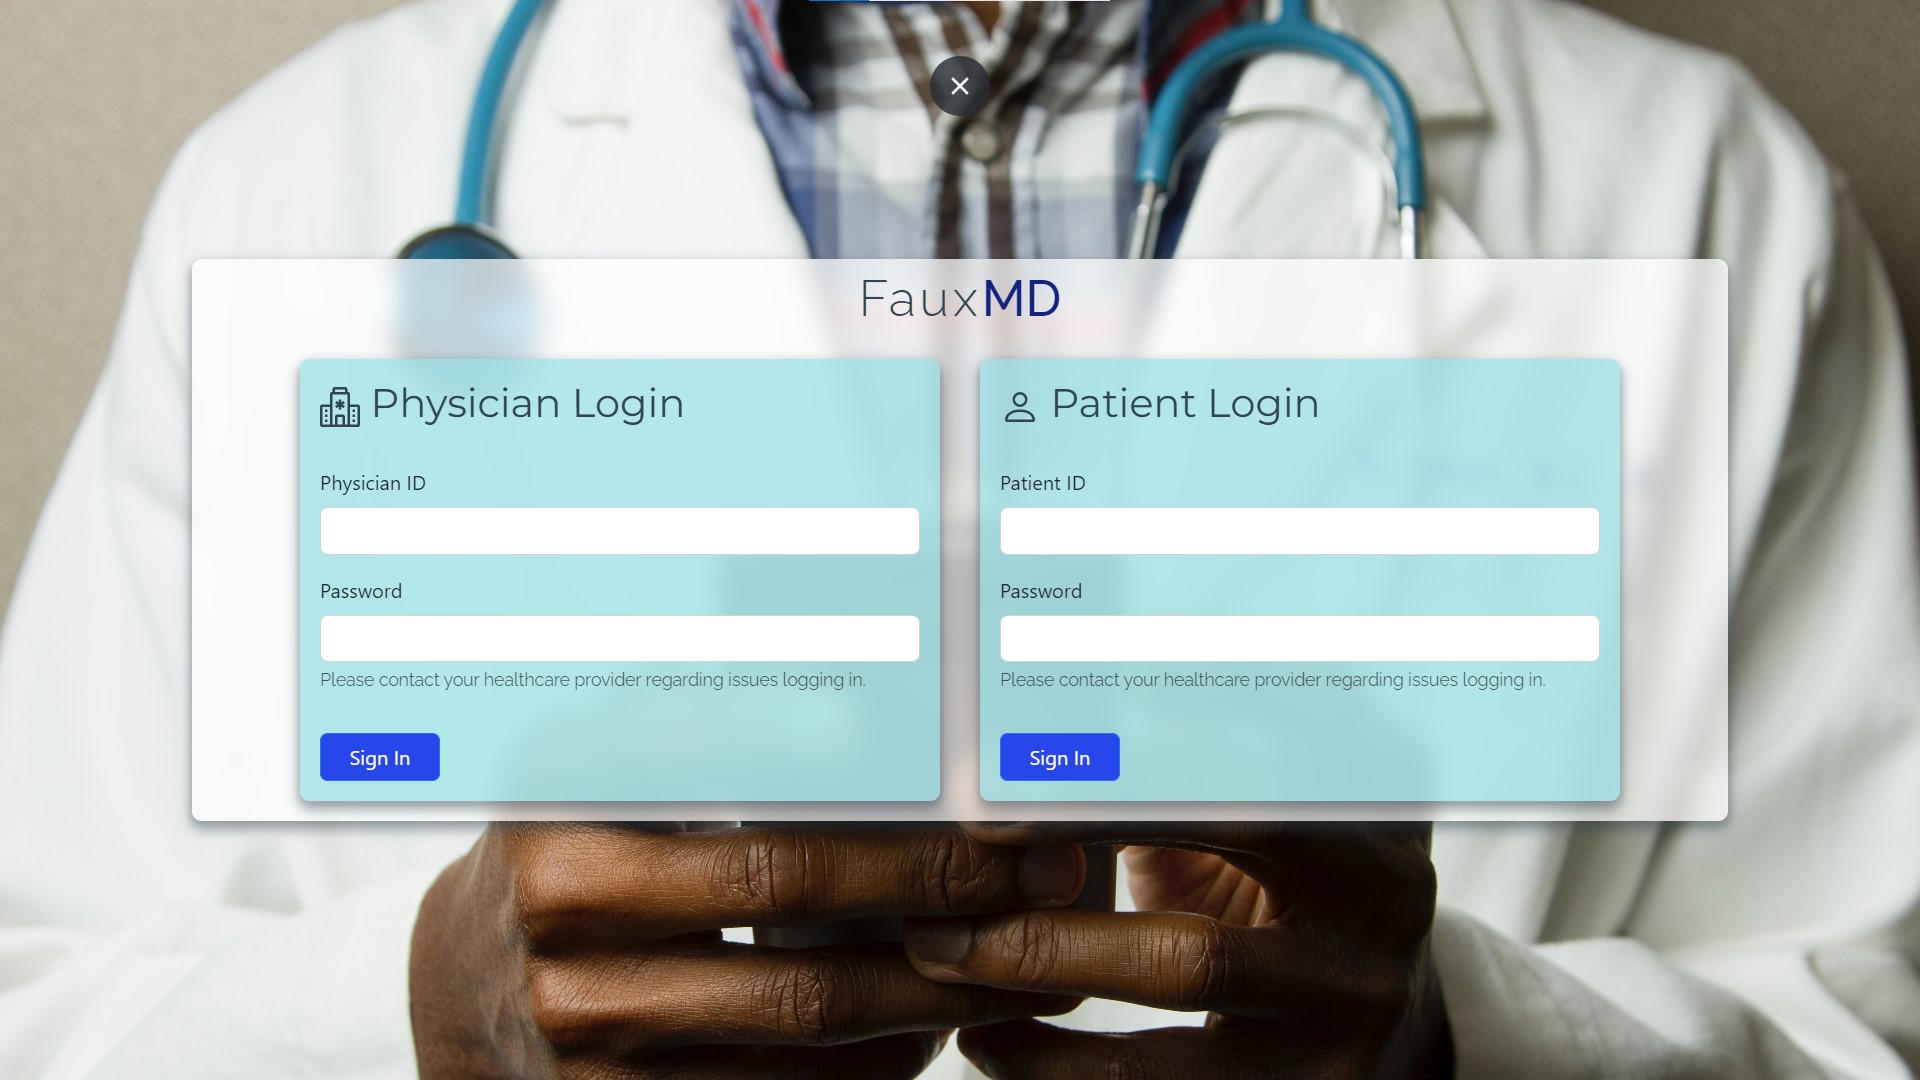 FauxMD
Physician Login
Physician ID
Password
Please contact your healthcare provider regarding issues logging in.
Sign In
Patient Login
Patient ID
Password
Please contact your healthcare provider regarding issues logging in.
Sign In